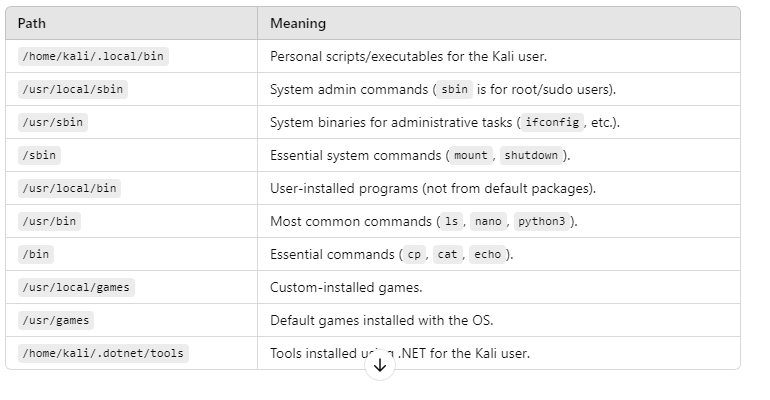 Path Meaning
/home/kali/.local/bin Personal scripts/executables for the Kali user.
/usr/local/sbin System admin commands ( sbin is for root/sudo users).
/usr/sbin System binaries for administrative tasks ( ifconfig , etc.).
/sbin Essential system commands ( mount , shutdown ).
/usr/local/bin User-installed programs (not from default packages).
/usr/bin Most common commands ( ls , nano , python3 ).
/bin Essential commands ( cp , cat , echo ).
/usr/local/games Custom-installed games.
/usr/games Default games installed with the OS.
/home/kali/.dotnet/tools Tools installed .NET for the Kali user.